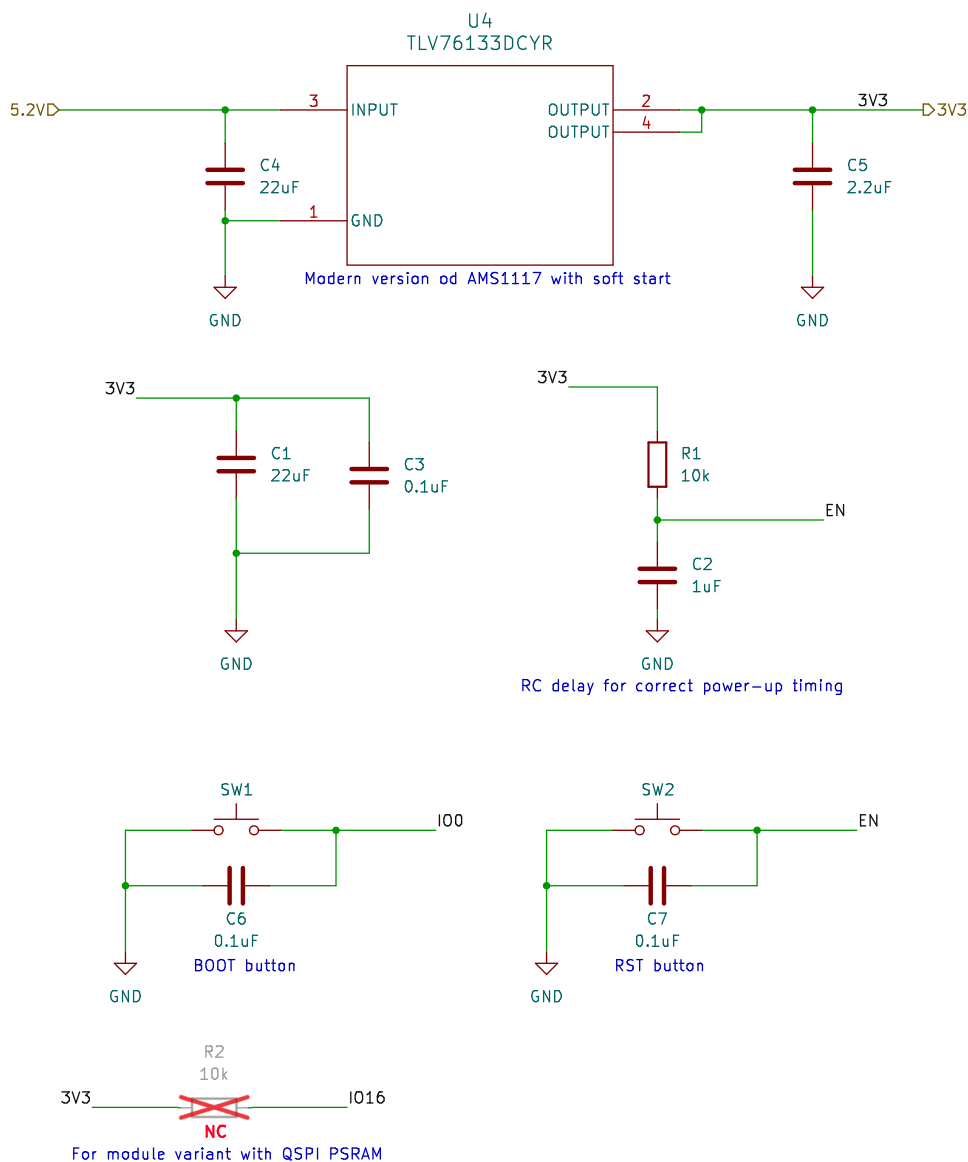 U4
TLV76133DCYR
5.2V
3
INPUT
OUTPUT
2
3V3
3V3
OUTPUT
4
C4
22uF
C5
2.2uF
1
GND
Modern version od AMS1117 with soft start
GND
GND
3V3
3V3
C1
22uF
C3
0.1uF
R1
10k
EN
C2
1uF
GND
GND
RC delay for correct power-up timing
SW1
SW2
IO0
EN
C6
0.1uF
C7
0.1uF
BOOT button
RST button
GND
GND
R2
10k
3V3
IO16
NC
For module variant with QSPI PSRAM